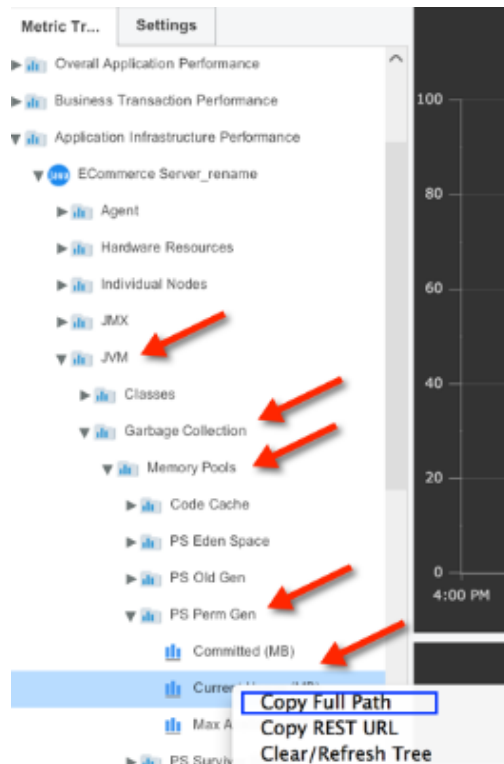 Metric Tr...
Settings
Overall Application Performance
Business Transaction Performance
Application Infrastructure Performance
ECommerce Server_rename
Agent
Hardware Resources
Individual Nodes
JMX
JVM
Classes
Garbage Collection
Memory Pools
Code Cache
PS Eden Space
PS Old Gen
PS Perm Gen
Committed (MB)
Max A
PS Surviv
Copy Full Path
Copy REST URL
Clear/Refresh Tree
100
80
60
40
20
0
4:00 PM